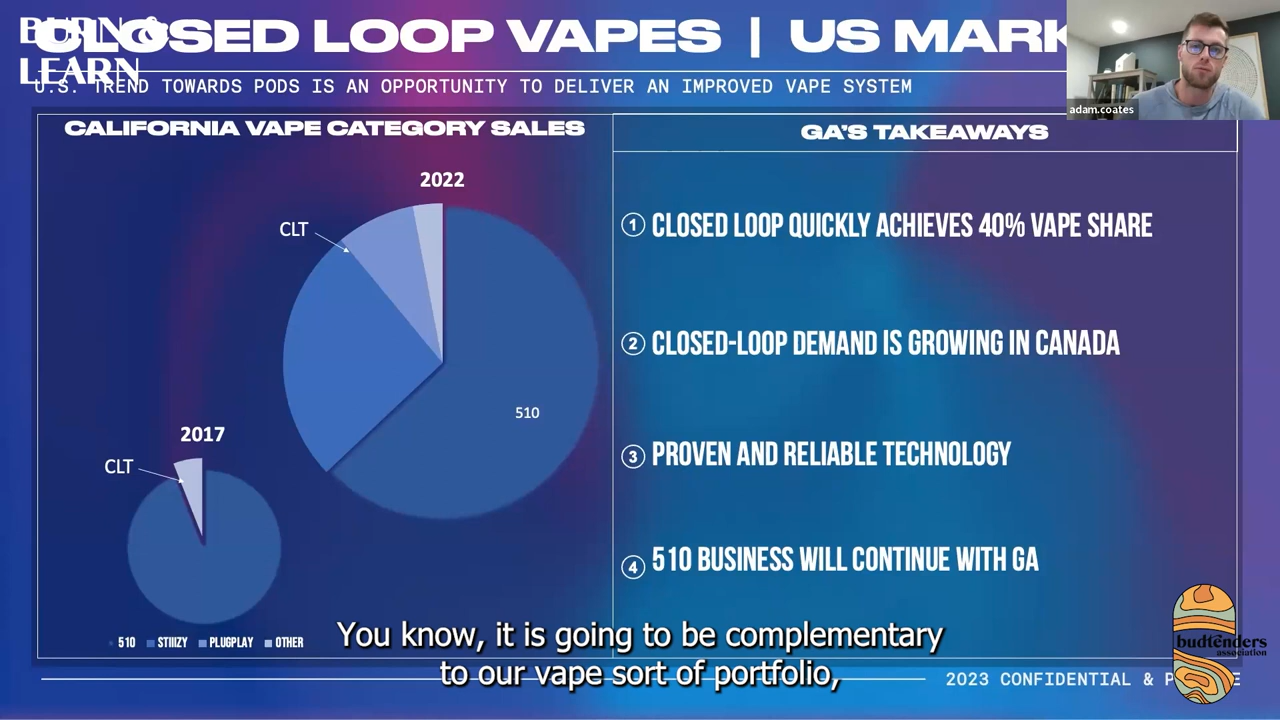 BURN &
LEARN
CLOSED LOOP VAPES | US MARK
U.S. TREND TOWARDS PODS IS AN OPPORTUNITY TO DELIVER AN IMPROVED VAPE SYSTEM
adam.coates
CALIFORNIA VAPE CATEGORY SALES
2022
CLT
510
2017
CLT
510 STIIIZY PLUGPLAY OTHER
GA'S TAKEAWAYS
1 CLOSED LOOP QUICKLY ACHIEVES 40% VAPE SHARE
2 CLOSED-LOOP DEMAND IS GROWING IN CANADA
3 PROVEN AND RELIABLE TECHNOLOGY
4 510 BUSINESS WILL CONTINUE WITH GA
You know, it is going to be complementary
to our vape sort of portfolio,
2023 CONFIDENTIAL &
budtenders
association